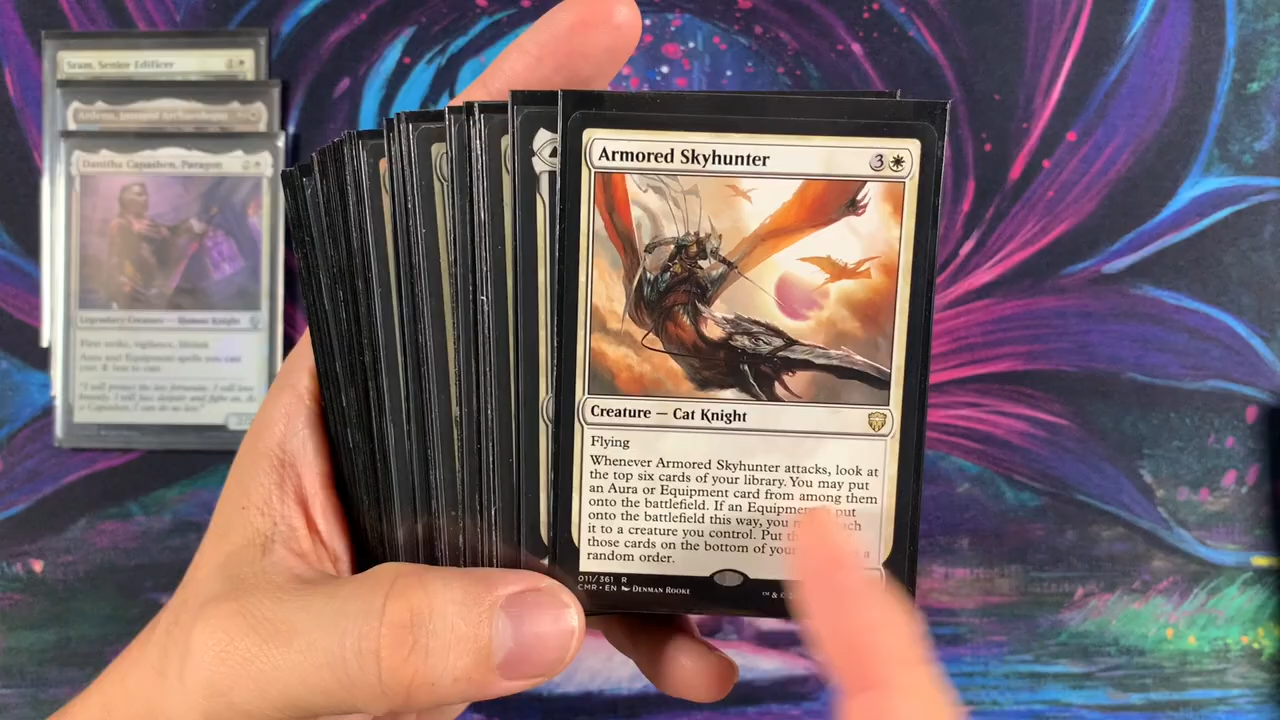 Sram, Senior Edificer
Danitha Capashen, Paragon
Legendary Creature — Human Knight
First strike, vigilance, lifelink
Aura and Equipment spells you cast
cost 1 less to cast.
Armored Skyhunter 3
Creature — Cat Knight
Flying
Whenever Armored Skyhunter attacks, look at
the top six cards of your library. You may put
an Aura or Equipment card from among them
onto the battlefield. If an Equipment put
onto the battlefield this way, you
it to a creature you control. Put
those cards on the bottom of your a
random order.
011/361 R
CMR • EN DENMAN ROOKE
™ & ©